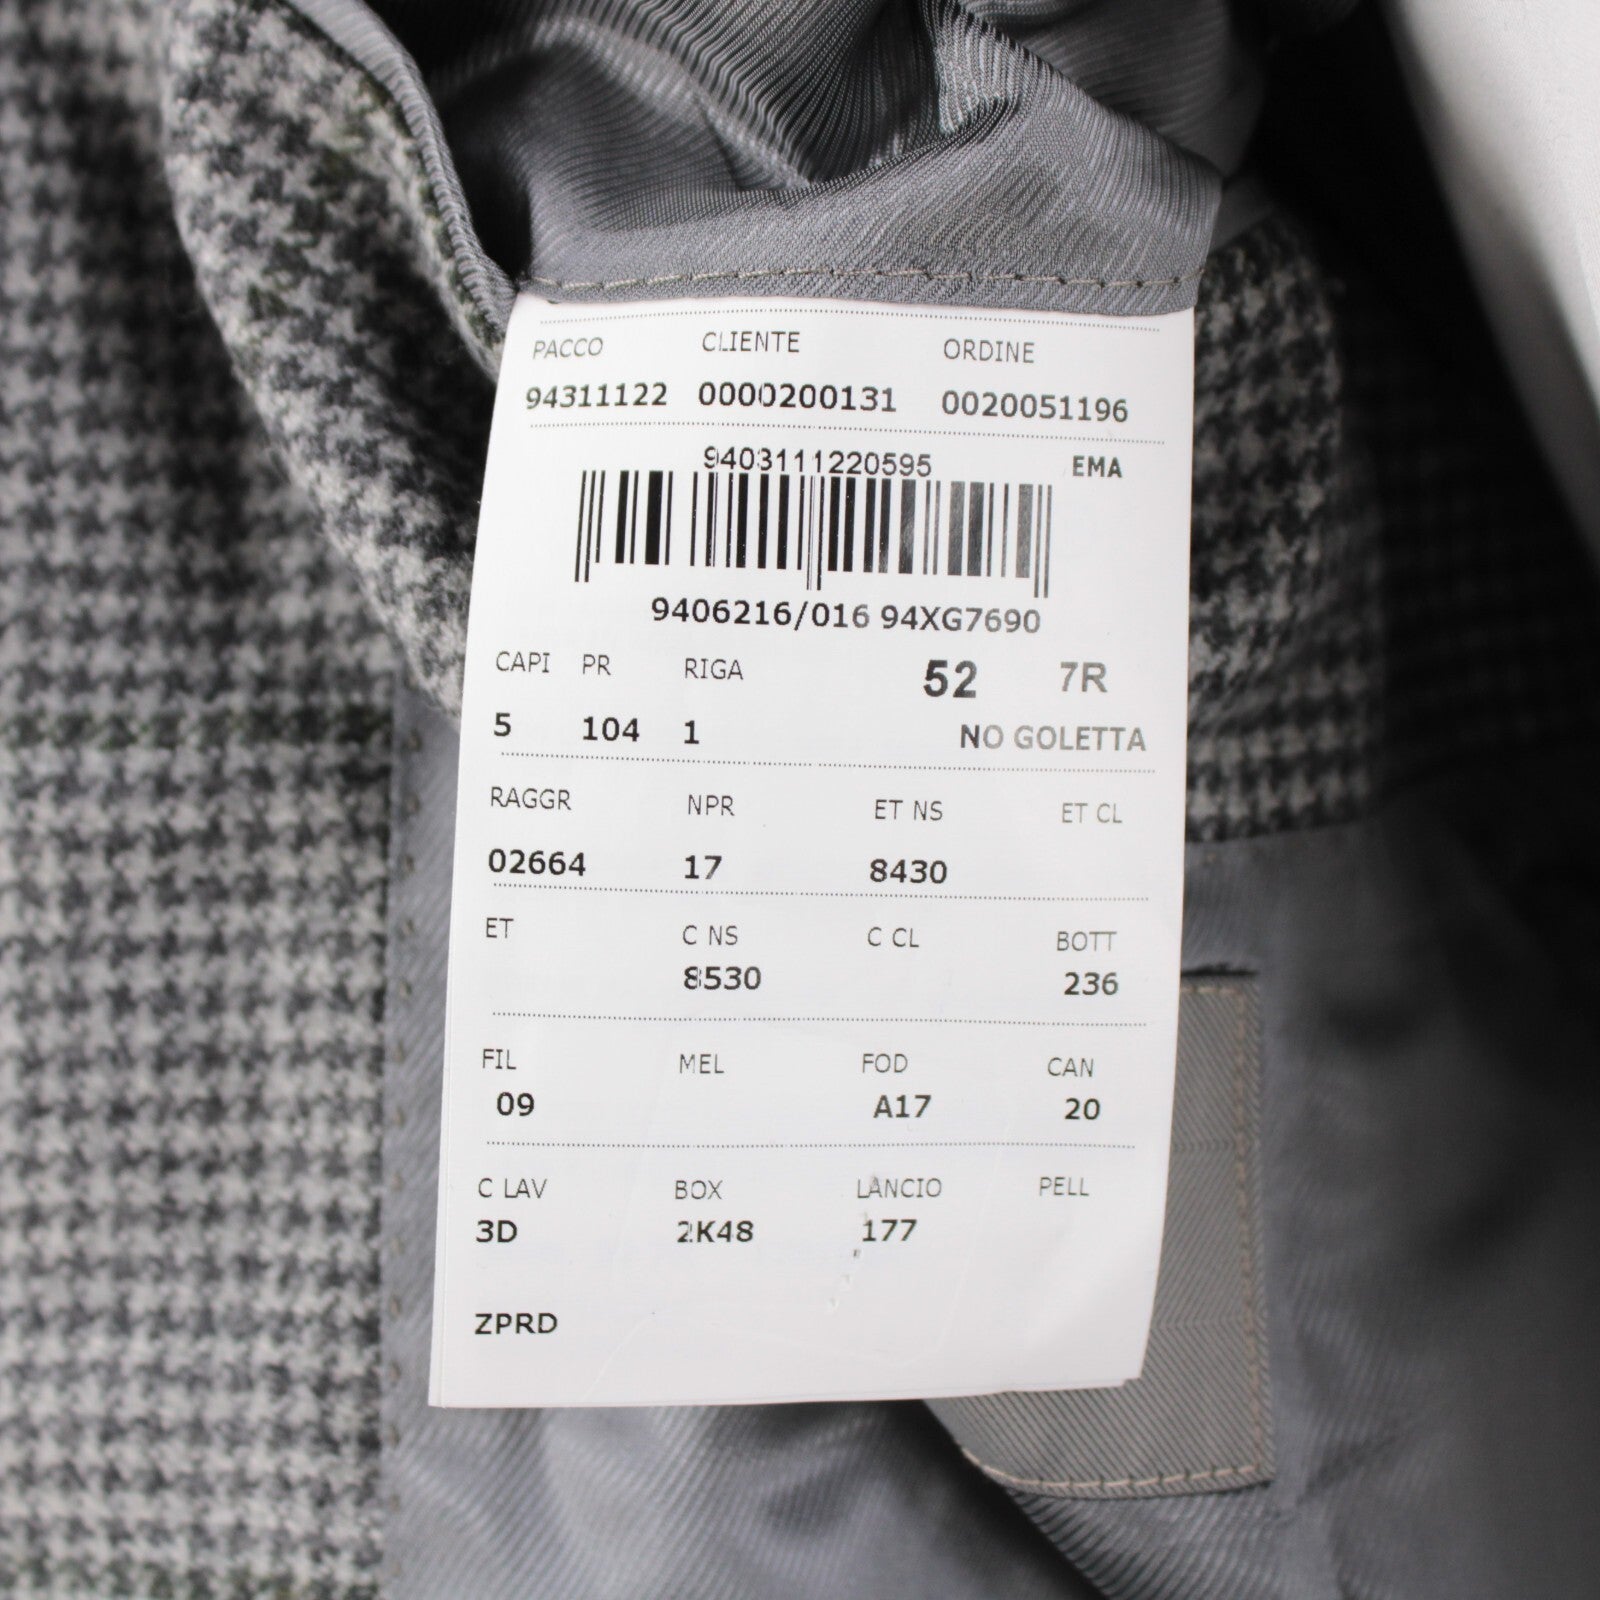 PACCO CLIENTE ORDINE
94311122 0000200131 0020051196
9403111220595 EMA
9406216/016 94XG7690
CAPI PR RIGA 52 7R
5 104 1 NO GOLETTA
RAGGR NPR ET NS ET CL
02664 17 8430
ET C NS C CL BOTT
8530 236
FIL MEL FOD CAN
09 A17 20
C LAV BOX LANCIO PELL
3D 2K48 177
ZPRD